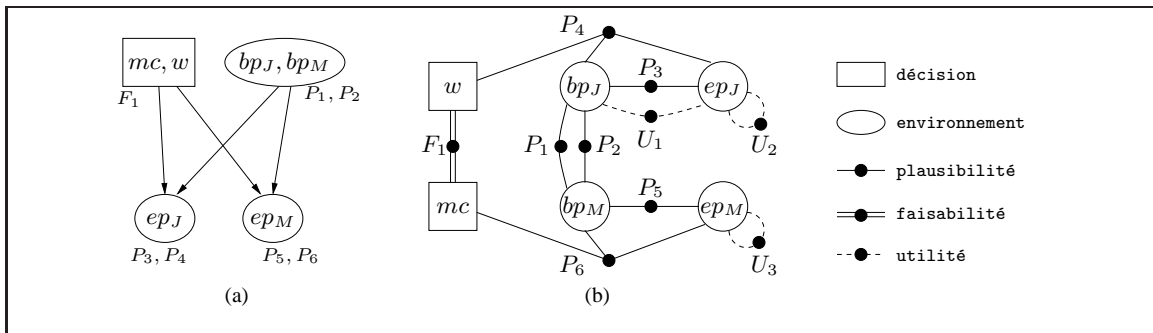 mc, w
bp_J, bp_M
F_1
P_1, P_2
ep_J
ep_M
P_3, P_4
P_5, P_6
(a)
P_4
w
bp_J
P_3
ep_J
U_1
U_2
F_1
P_1
P_2
mc
bp_M
P_5
ep_M
U_3
P_6
(b)
décision
environnement
plausibilité
faisabilité
utilité